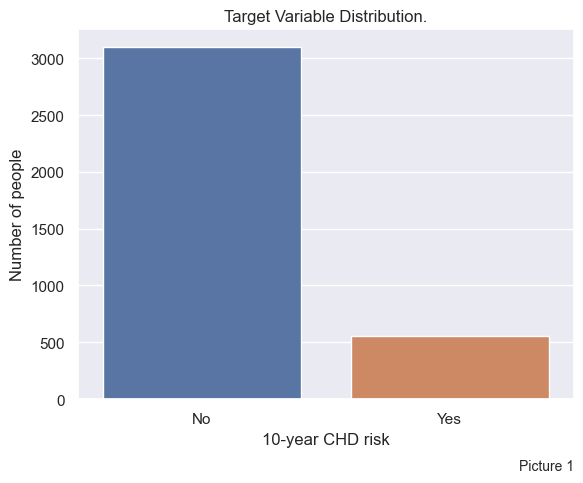 Target Variable Distribution.
3000
2500
2000
1500
1000
500
0
Number of people
No
Yes
10-year CHD risk
Picture 1